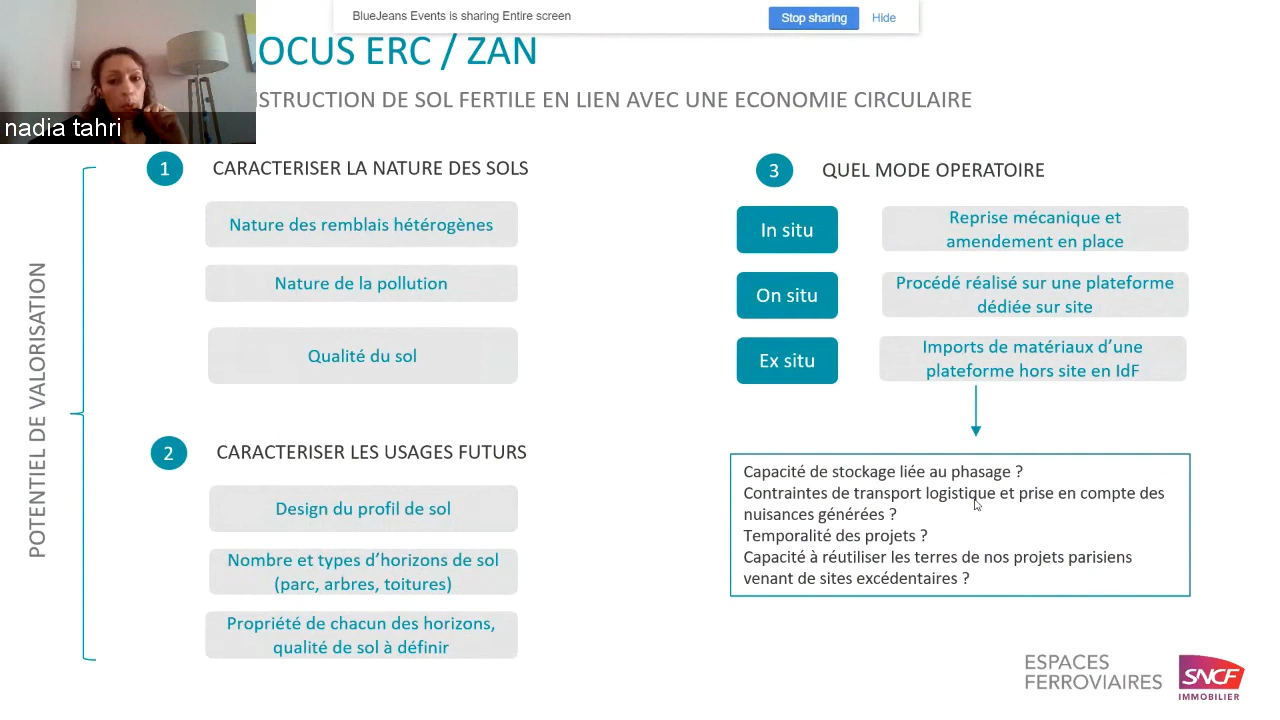 BlueJeans Events is sharing Entire screen
Stop sharing
Hide
OCUS ERC / ZAN
NSTRUCTION DE SOL FERTILE EN LIEN AVEC UNE ECONOMIE CIRCULAIRE
nadia tahri
POTENTIEL DE VALORISATION
1
CARACTERISER LA NATURE DES SOLS
Nature des remblais hétérogènes
Nature de la pollution
Qualité du sol
2
CARACTERISER LES USAGES FUTURS
Design du profil de sol
Nombre et types d’horizons de sol
(parc, arbres, toitures)
Propriété de chacun des horizons,
qualité de sol à définir
3
QUEL MODE OPERATOIRE
In situ
Reprise mécanique et
amendement en place
On situ
Procédé réalisé sur une plateforme
dédiée sur site
Ex situ
Imports de matériaux d’une
plateforme hors site en IdF
Capacité de stockage liée au phasage ?
Contraintes de transport logistique et prise en compte des
nuisances générées ?
Temporalité des projets ?
Capacité à réutiliser les terres de nos projets parisiens
venant de sites excédentaires ?
ESPACES
FERROVIAIRES
SNCF
IMMOBILIER